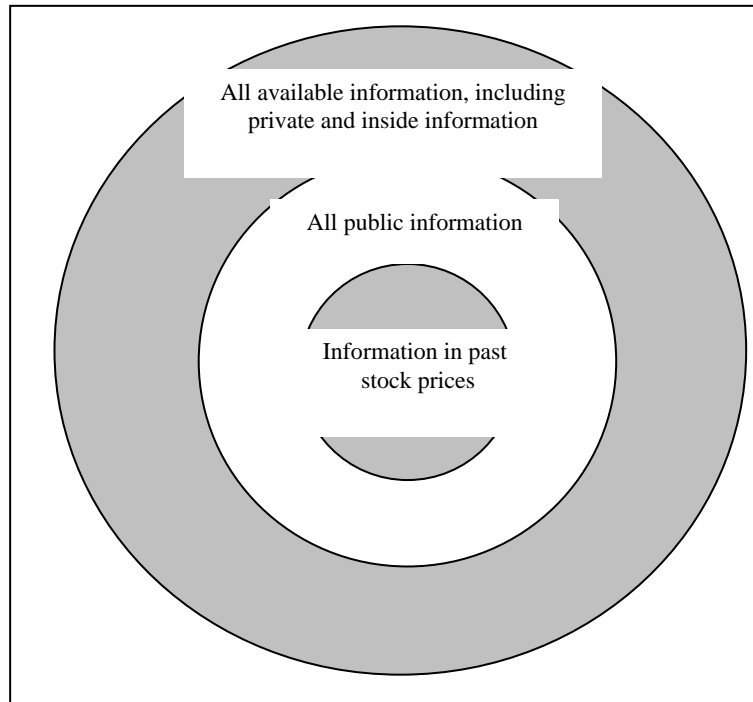 All available information, including
private and inside information
All public information
Information in past
stock prices